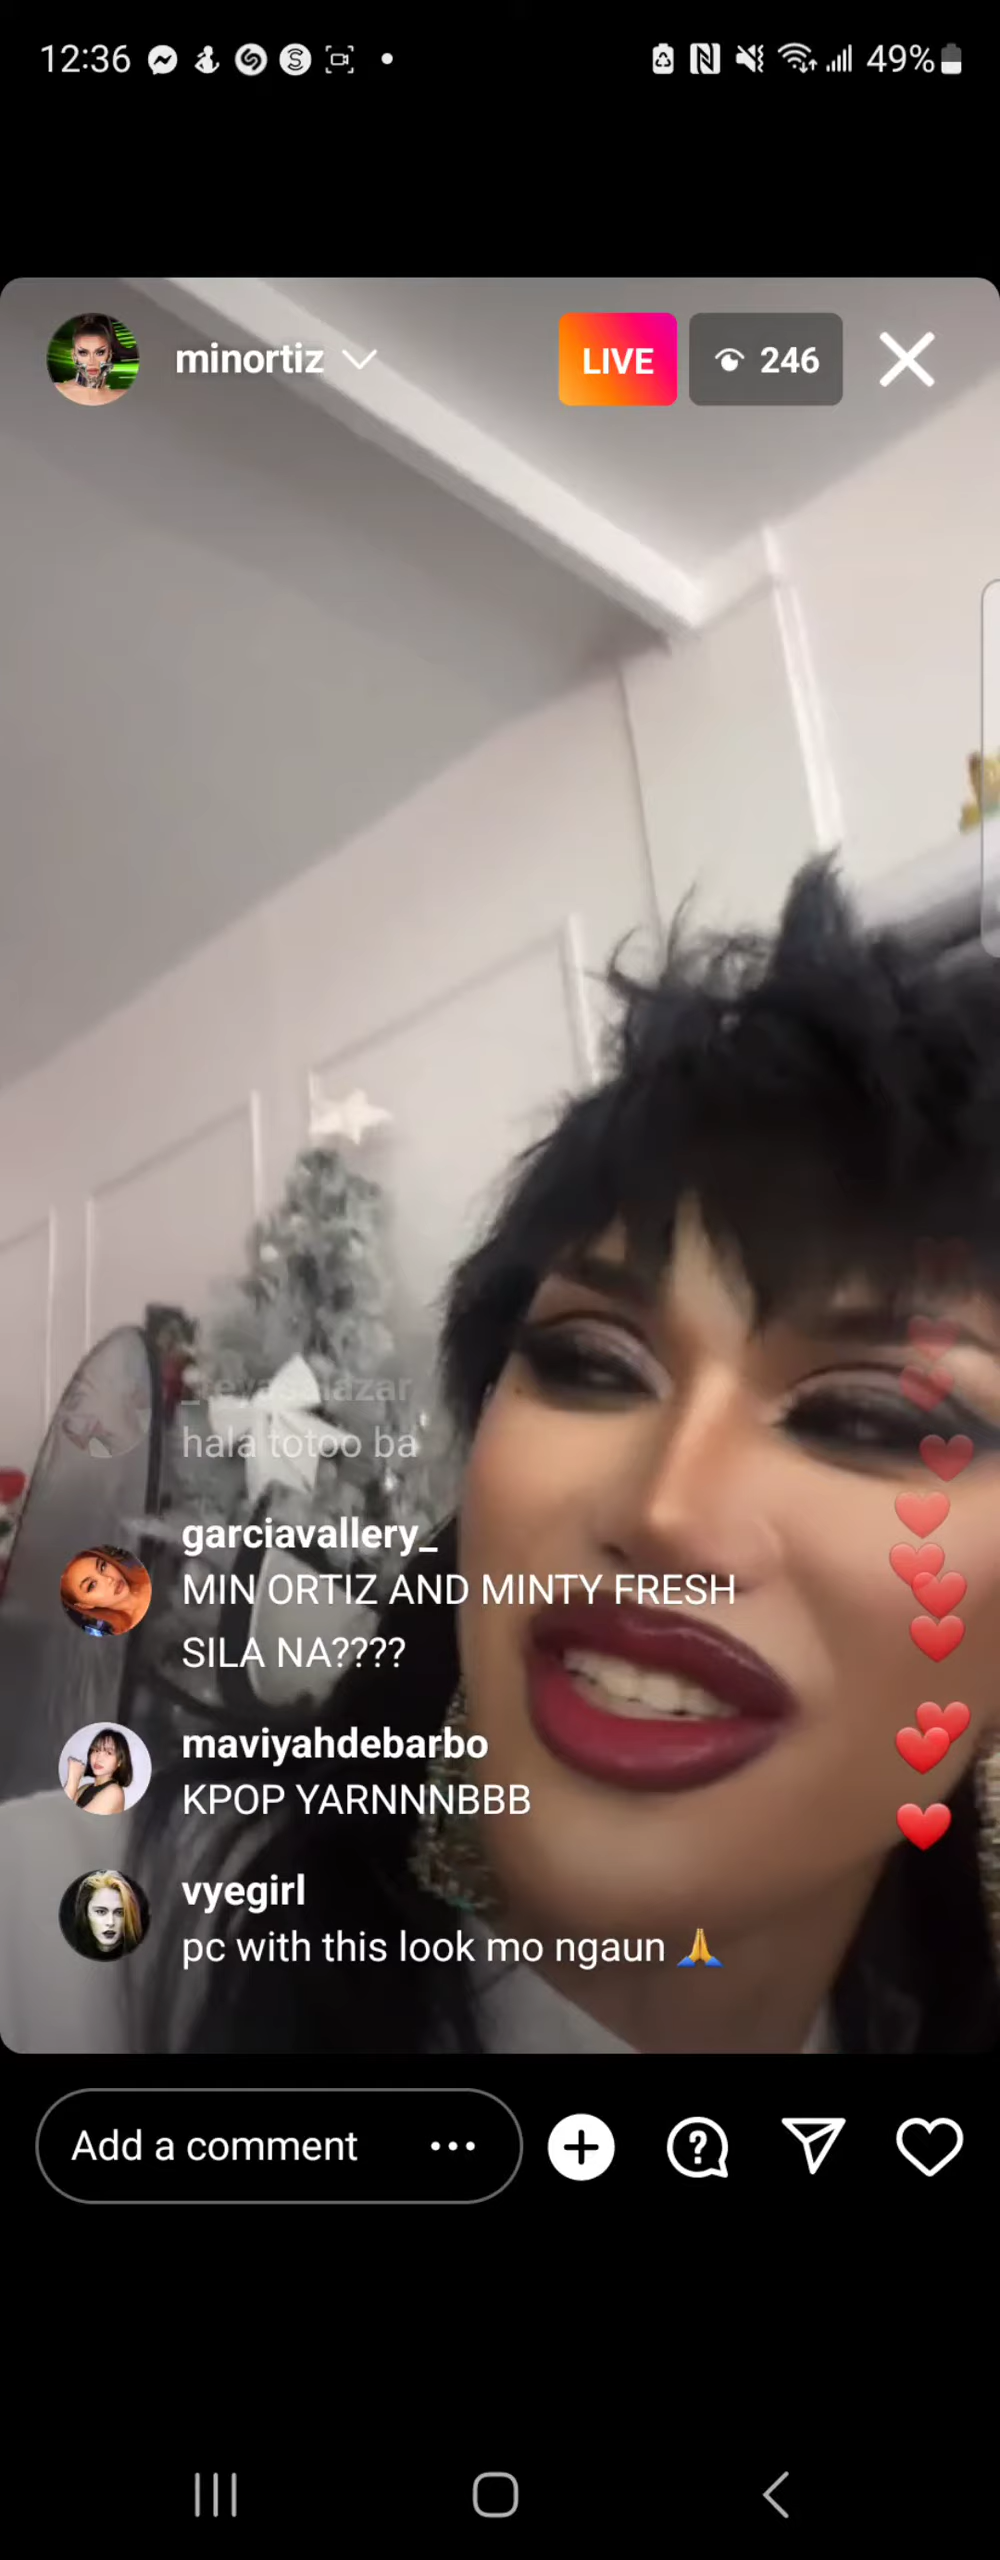 12:36
49%
minortiz
LIVE
246
hala totoo ba
garciavallery_
MIN ORTIZ AND MINTY FRESH
SILA NA????
maviyahdebarbo
KPOP YARNNNBBB
vyegirl
pc with this look mo ngaun 🙏
Add a comment